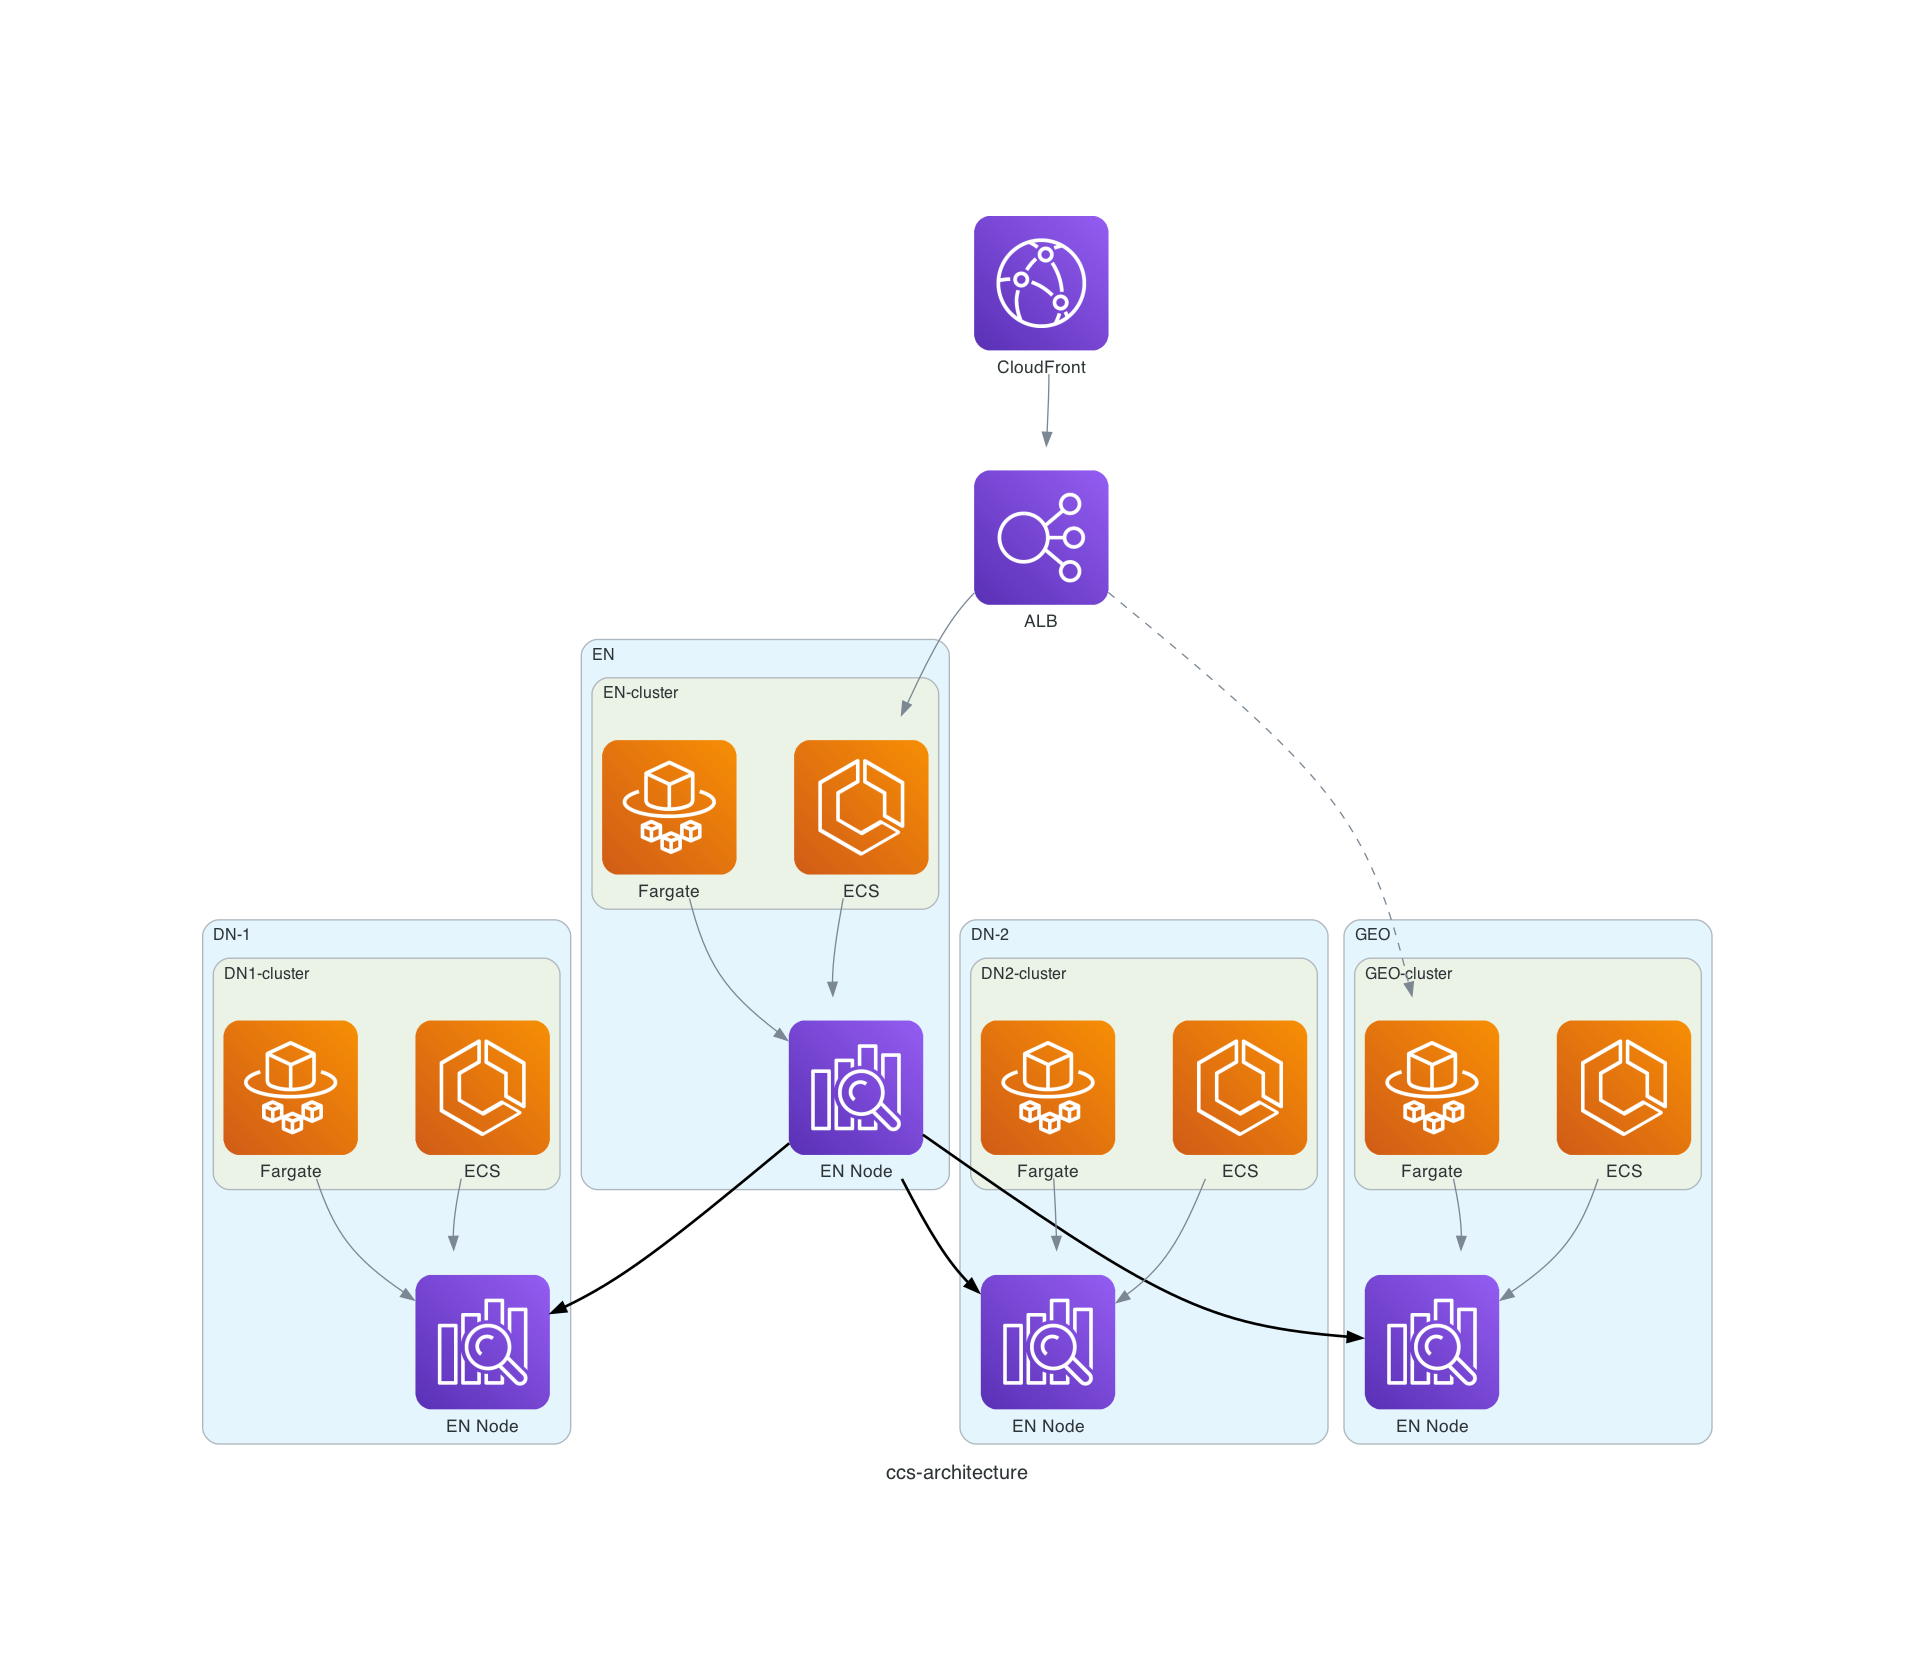 CloudFront
ALB
EN
EN-cluster
Fargate
ECS
DN-1
DN1-cluster
Fargate
ECS
EN Node
DN-2
DN2-cluster
Fargate
ECS
GEO
GEO-cluster
Fargate
ECS
EN Node
EN Node
EN Node
ccs-architecture